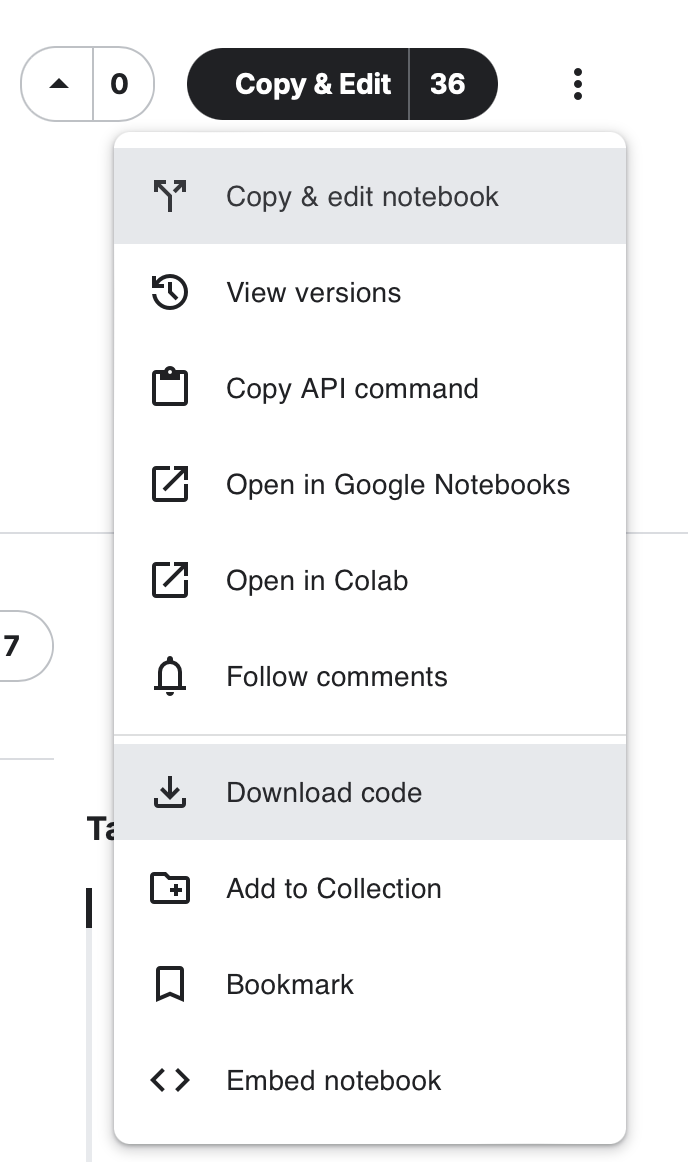 0
Copy & Edit 36
Copy & edit notebook
View versions
Copy API command
Open in Google Notebooks
Open in Colab
7
Follow comments
Download code
Add to Collection
Bookmark
Embed notebook